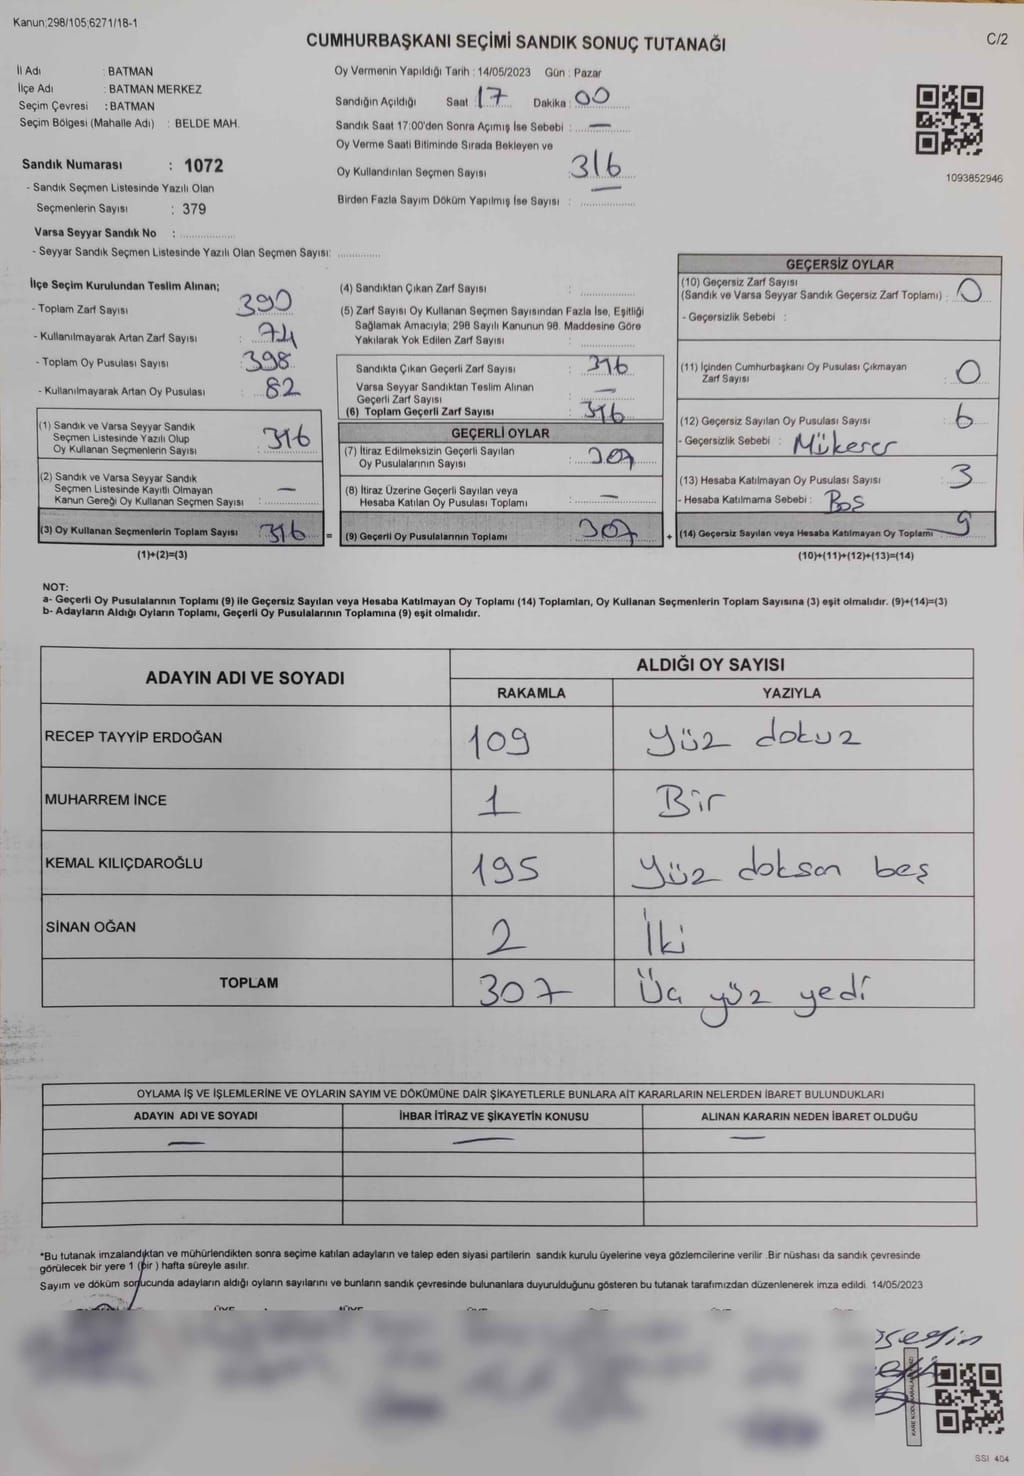 Kanun;298/105;6271/18-1
CUMHURBAŞKANI SEÇİMİ SANDIK SONUÇ TUTANAĞI
C/2
İl Adı : BATMAN
İlçe Adı : BATMAN MERKEZ
Seçim Çevresi : BATMAN
Seçim Bölgesi (Mahalle Adı) : BELDE MAH.
Sandık Numarası : 1072
- Sandık Seçmen Listesinde Yazılı Olan
Seçmenlerin Sayısı : 379
Varsa Seyyar Sandık No :
- Seyyar Sandık Seçmen Listesinde Yazılı Olan Seçmen Sayısı:
Oy Vermenin Yapıldığı Tarih : 14/05/2023 Gün : Pazar
Sandığın Açıldığı Saat : 17 Dakika : 00
Sandık Saat 17:00'den Sonra Açımış İse Sebebi : —
Oy Verme Saati Bitiminde Sırada Bekleyen ve
Oy Kullandırılan Seçmen Sayısı : 316
Birden Fazla Sayım Döküm Yapılmış İse Sayısı :
1093852946
İlçe Seçim Kurulundan Teslim Alınan;
- Toplam Zarf Sayısı : 390
- Kullanılmayarak Artan Zarf Sayısı : 74
- Toplam Oy Pusulası Sayısı : 398
- Kullanılmayarak Artan Oy Pusulası : 82
(1) Sandık ve Varsa Seyyar Sandık
Seçmen Listesinde Yazılı Olup
Oy Kullanan Seçmenlerin Sayısı : 316
(2) Sandık ve Varsa Seyyar Sandık
Seçmen Listesinde Kayıtlı Olmayan
Kanun Gereği Oy Kullanan Seçmen Sayısı : —
(3) Oy Kullanan Seçmenlerin Toplam Sayısı : 316 =
(1)+(2)=(3)
(4) Sandıktan Çıkan Zarf Sayısı :
(5) Zarf Sayısı Oy Kullanan Seçmen Sayısından Fazla İse, Eşitliği
Sağlamak Amacıyla; 298 Sayılı Kanunun 98. Maddesine Göre
Yakılarak Yok Edilen Zarf Sayısı :
Sandıkta Çıkan Geçerli Zarf Sayısı : 316
Varsa Seyyar Sandıktan Teslim Alınan
Geçerli Zarf Sayısı : —
(6) Toplam Geçerli Zarf Sayısı : 316
GEÇERLİ OYLAR
(7) İtiraz Edilmeksizin Geçerli Sayılan
Oy Pusulalarının Sayısı : 307
(8) İtiraz Üzerine Geçerli Sayılan veya
Hesaba Katılan Oy Pusulası Toplamı : —
(9) Geçerli Oy Pusulalarının Toplamı : 307 +
GEÇERSİZ OYLAR
(10) Geçersiz Zarf Sayısı
(Sandık ve Varsa Seyyar Sandık Geçersiz Zarf Toplamı) : 0
- Geçersizlik Sebebi :
(11) İçinden Cumhurbaşkanı Oy Pusulası Çıkmayan
Zarf Sayısı : 0
(12) Geçersiz Sayılan Oy Pusulası Sayısı : 6
- Geçersizlik Sebebi : Mükerer
(13) Hesaba Katılmayan Oy Pusulası Sayısı : 3
- Hesaba Katılmama Sebebi : Boş
(14) Geçersiz Sayılan veya Hesaba Katılmayan Oy Toplamı 9
(10)+(11)+(12)+(13)=(14)
NOT:
a- Geçerli Oy Pusulalarının Toplamı (9) ile Geçersiz Sayılan veya Hesaba Katılmayan Oy Toplamı (14) Toplamları, Oy Kullanan Seçmenlerin Toplam Sayısına (3) eşit olmalıdır. (9)+(14)=(3)
b- Adayların Aldığı Oyların Toplamı, Geçerli Oy Pusulalarının Toplamına (9) eşit olmalıdır.
ADAYIN ADI VE SOYADI
ALDIĞI OY SAYISI
RAKAMLA YAZIYLA
RECEP TAYYİP ERDOĞAN 109 Yüz dokuz
MUHARREM İNCE 1 Bir
KEMAL KILIÇDAROĞLU 195 Yüz doksan beş
SİNAN OĞAN 2 İki
TOPLAM 307 Üç yüz yedi
OYLAMA İŞ VE İŞLEMLERİNE VE OYLARIN SAYIM VE DÖKÜMÜNE DAİR ŞİKAYETLERLE BUNLARA AİT KARARLARIN NELERDEN İBARET BULUNDUKLARI
ADAYIN ADI VE SOYADI İHBAR İTİRAZ VE ŞİKAYETİN KONUSU ALINAN KARARIN NEDEN İBARET OLDUĞU
— — —
*Bu tutanak imzalandıktan ve mühürlendikten sonra seçime katılan adayların ve talep eden siyasi partilerin sandık kurulu üyelerine veya gözlemcilerine verilir .Bir nüshası da sandık çevresinde
görülecek bir yere 1 (bir ) hafta süreyle asılır.
Sayım ve döküm sonucunda adayların aldığı oyların sayılarını ve bunların sandık çevresinde bulunanlara duyurulduğunu gösteren bu tutanak tarafımızdan düzenlenerek imza edildi. 14/05/2023
SSI 404